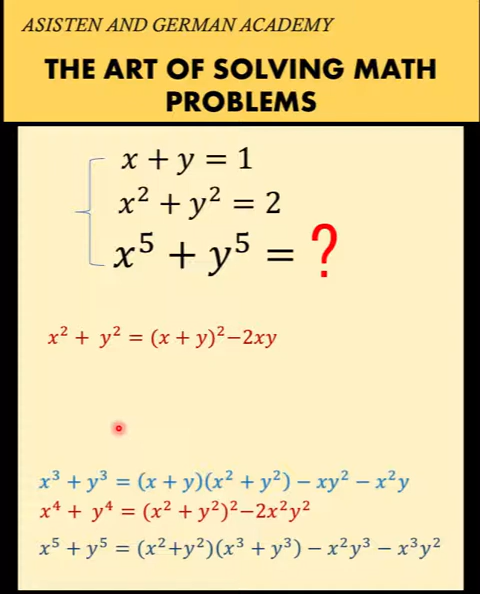 ASISTEN AND GERMAN ACADEMY
THE ART OF SOLVING MATH
PROBLEMS
x + y = 1
x² + y² = 2
x⁵ + y⁵ = ?
x² + y² = (x + y)²−2xy
x³ + y³ = (x + y)(x² + y²) − xy² − x²y
x⁴ + y⁴ = (x² + y²)²−2x²y²
x⁵ + y⁵ = (x²+y²)(x³ + y³) − x²y³ − x³y²